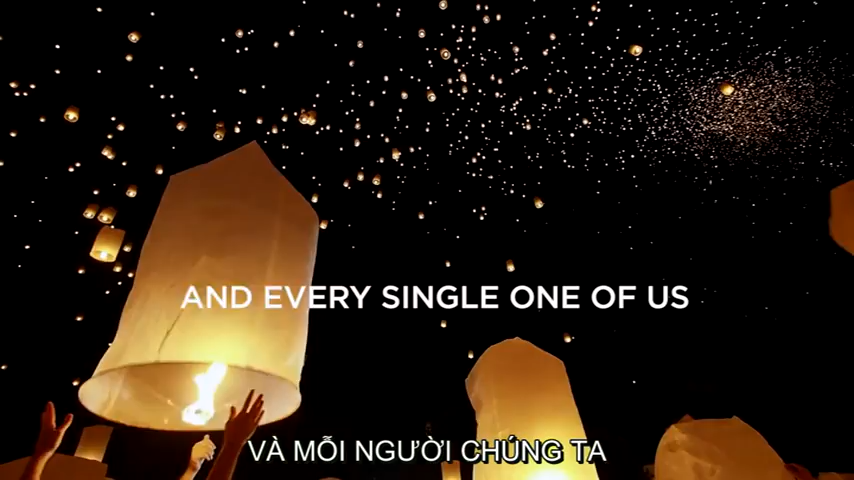 AND EVERY SINGLE ONE OF US
VÀ MỖI NGƯỜI CHÚNG TA